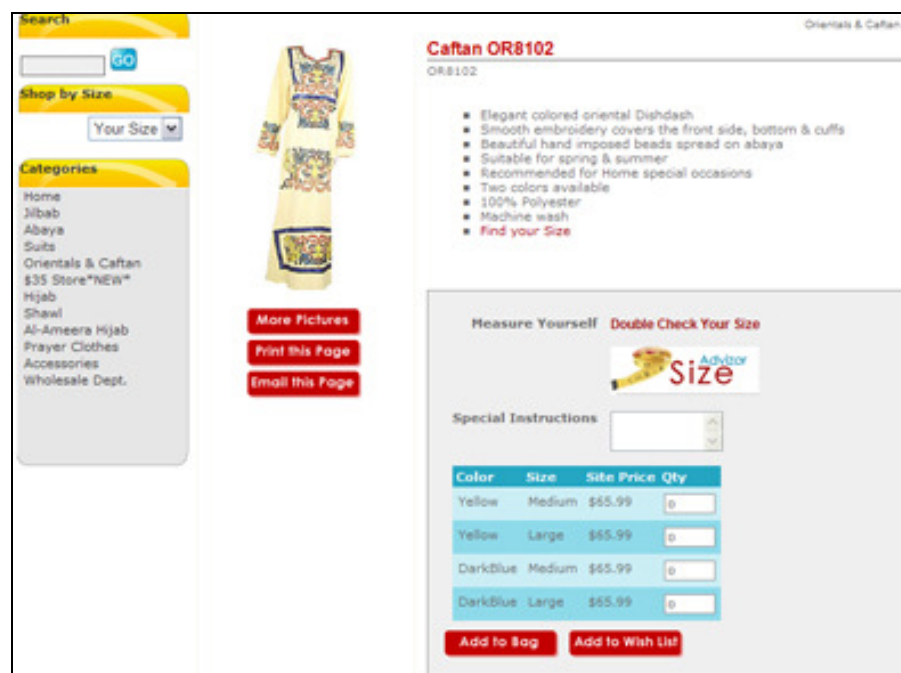 Search
GO
Shop by Size
Your Size
Categories
Home
Jilbab
Abaya
Suits
Orientals & Caftan
$35 Store*NEW*
Hijab
Shawl
Al-Ameera Hijab
Prayer Clothes
Accessories
Wholesale Dept.
More Pictures
Print this Page
Email this Page
Orientals & Caftan
Caftan OR8102
OR8102
Elegant colored oriental Dishdash
Smooth embroidery covers the front side, bottom & cuffs
Beautiful hand imposed beads spread on abaya
Suitable for spring & summer
Recommended for Home special occasions
Two colors available
100% Polyester
Machine wash
Find your Size
Measure Yourself Double Check Your Size
Size Advizor
Special Instructions
Color Size Site Price Qty
Yellow Medium $65.99 0
Yellow Large $65.99 0
DarkBlue Medium $65.99 0
DarkBlue Large $65.99 0
Add to Bag Add to Wish List